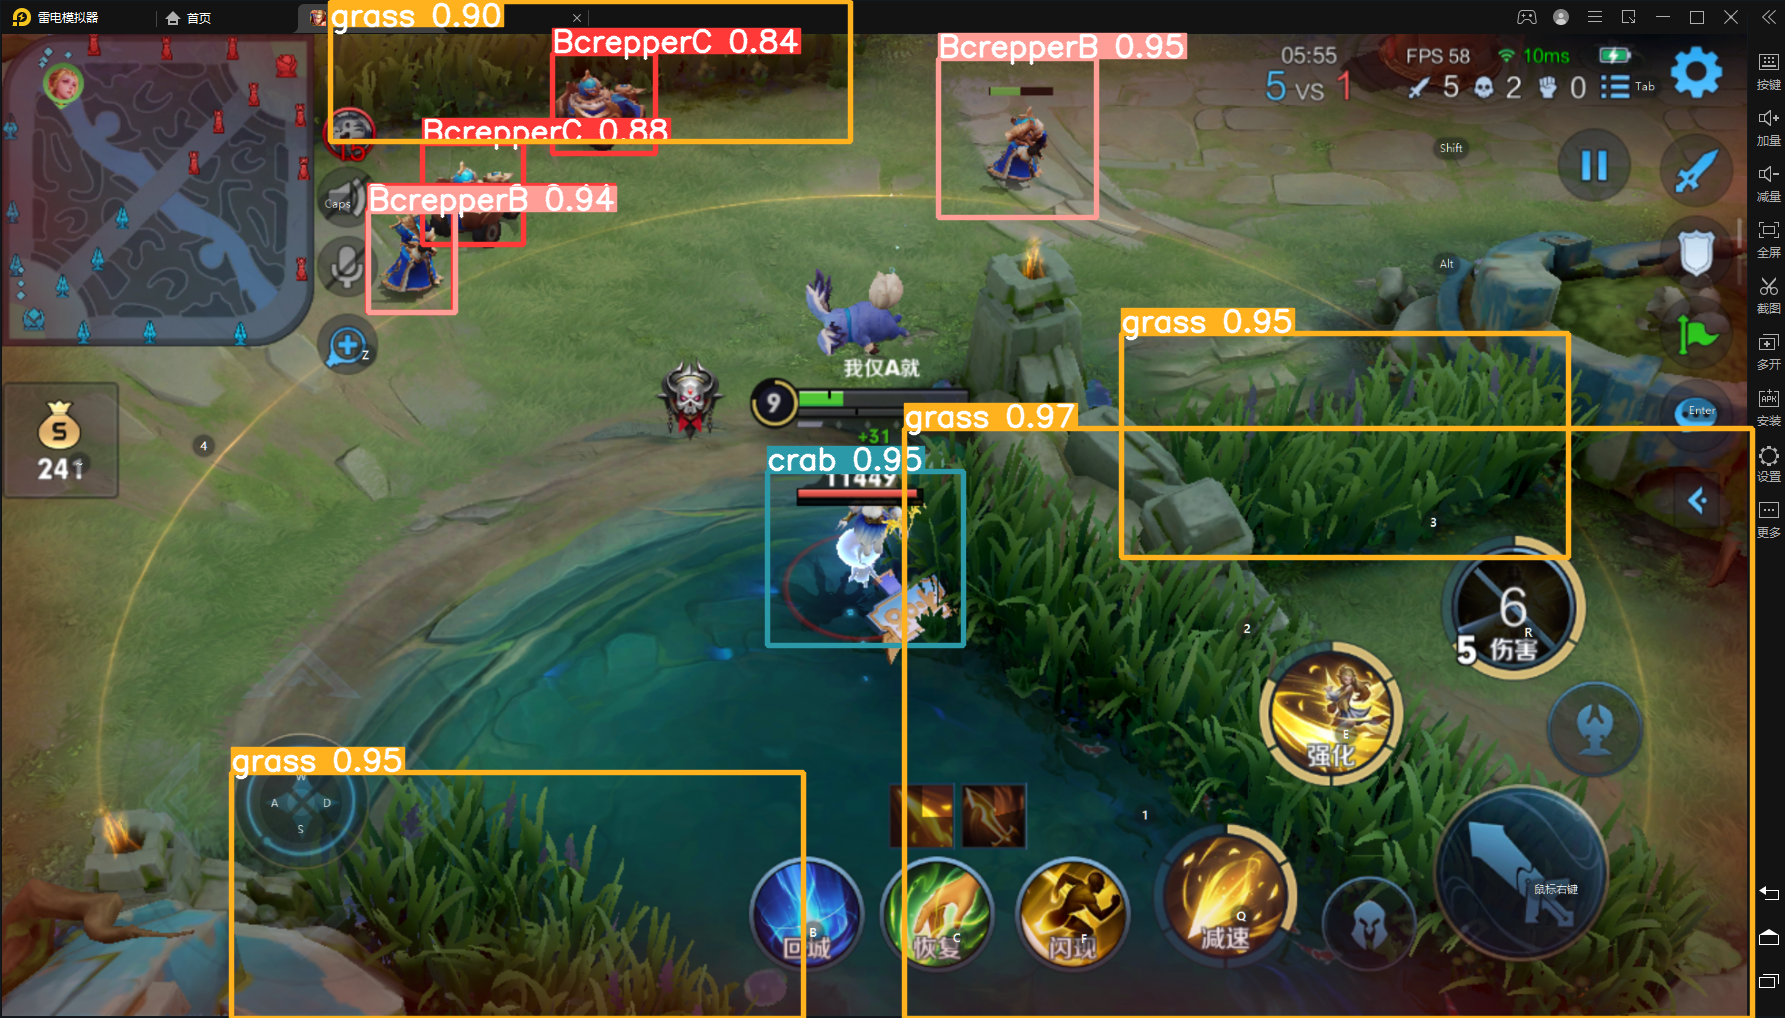 雷电模拟器
首页
grass 0.90
BcrepperC 0.84
BcrepperB 0.95
05:55
FPS 58
10ms
5 vs 1
5
2
0
Tab
按键
加量
减量
全屏
截图
多开
安装
设置
更多
BcrepperC 0.88
15
Shift
Caps
BcrepperB 0.94
Alt
Z
grass 0.95
我仅A就
9
Enter
grass 0.97
+31
4
241
crab 0.95
11449
3
6
R
5
伤害
2
E
强化
grass 0.95
W
A
D
S
1
鼠标右键
B
回城
C
恢复
F
闪现
Q
减速